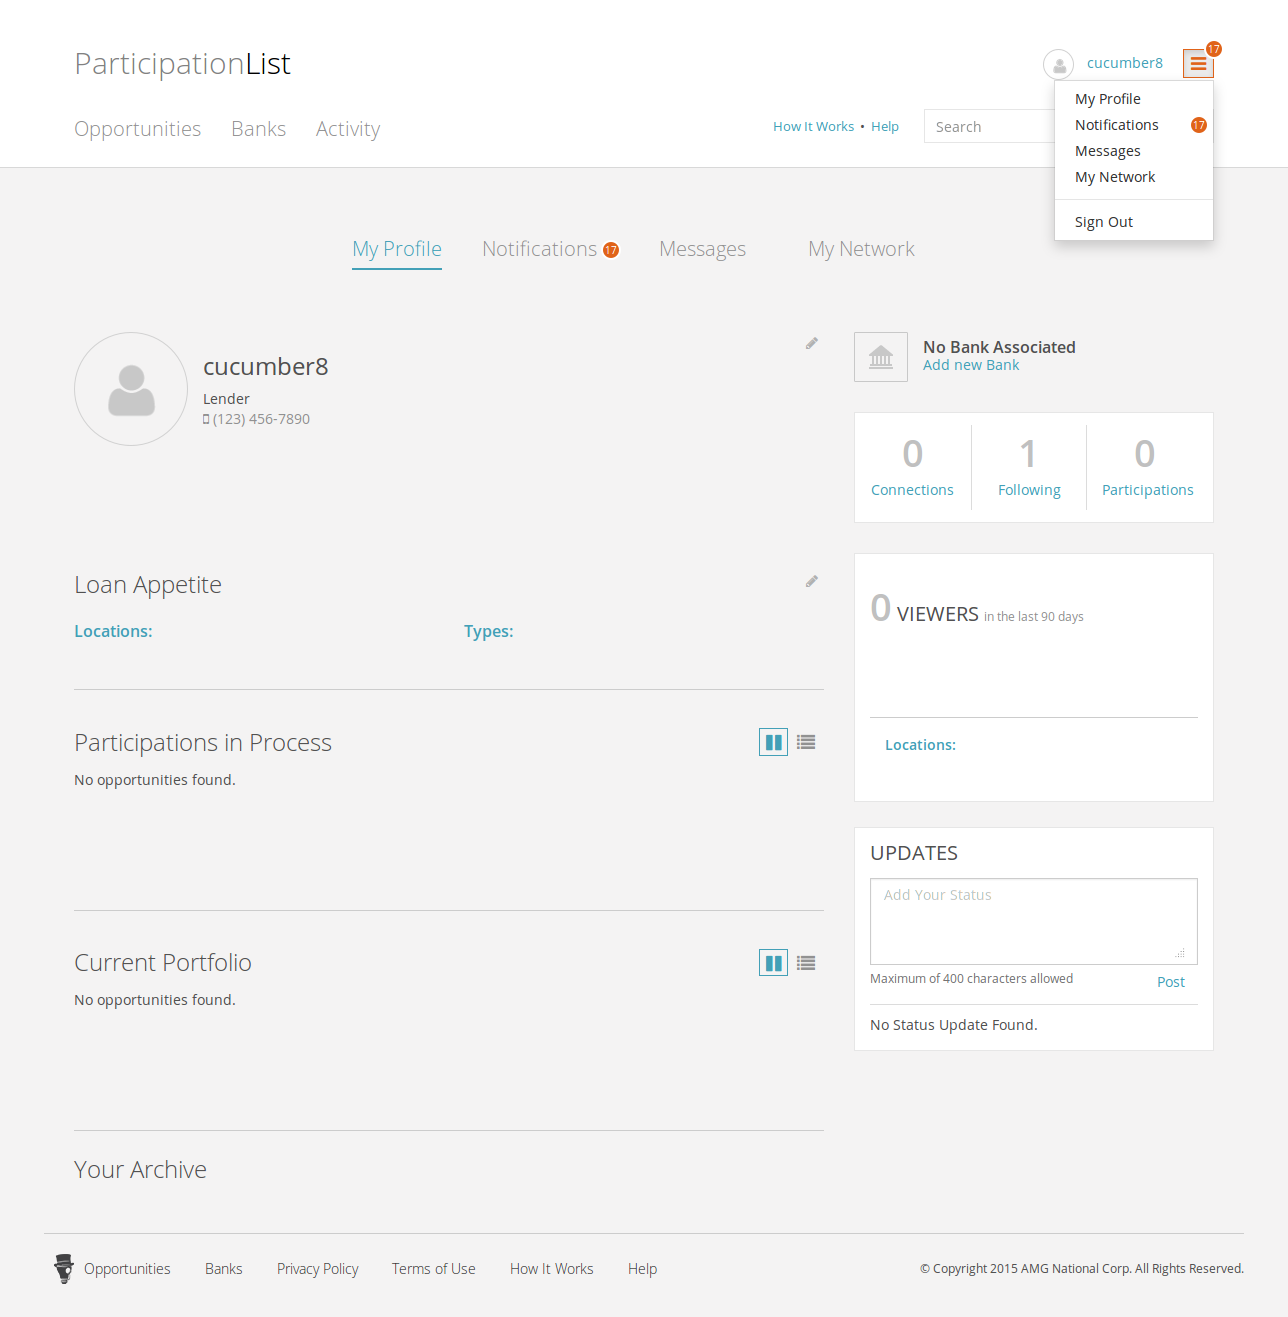 ParticipationList
cucumber8
17
Opportunities Banks Activity
How It Works • Help
Search
My Profile
Notifications 17
Messages
My Network
Sign Out
My Profile Notifications 17 Messages My Network
cucumber8
Lender
(123) 456-7890
No Bank Associated
Add new Bank
0 1 0
Connections Following Participations
Loan Appetite
Locations: Types:
0 VIEWERS in the last 90 days
Locations:
Participations in Process
No opportunities found.
UPDATES
Add Your Status
Maximum of 400 characters allowed
Post
No Status Update Found.
Current Portfolio
No opportunities found.
Your Archive
Opportunities Banks Privacy Policy Terms of Use How It Works Help
© Copyright 2015 AMG National Corp. All Rights Reserved.